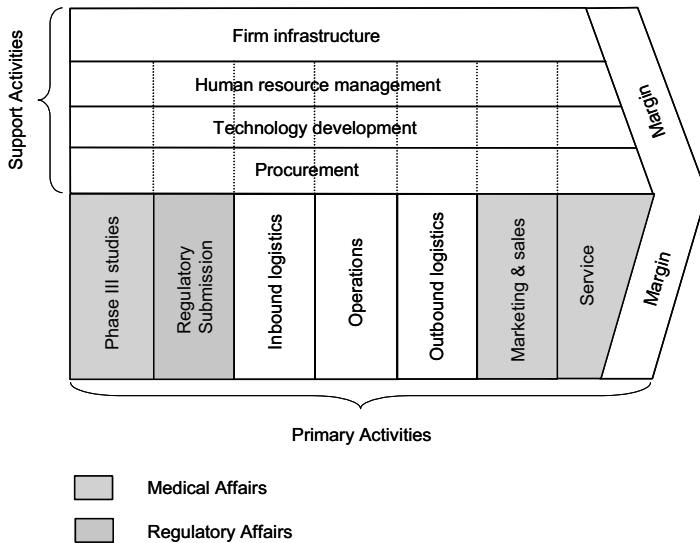 Support Activities
Firm infrastructure
Human resource management
Technology development
Procurement
Margin
Phase III studies
Regulatory
Submission
Inbound logistics
Operations
Outbound logistics
Marketing & sales
Service
Margin
Primary Activities
Medical Affairs
Regulatory Affairs